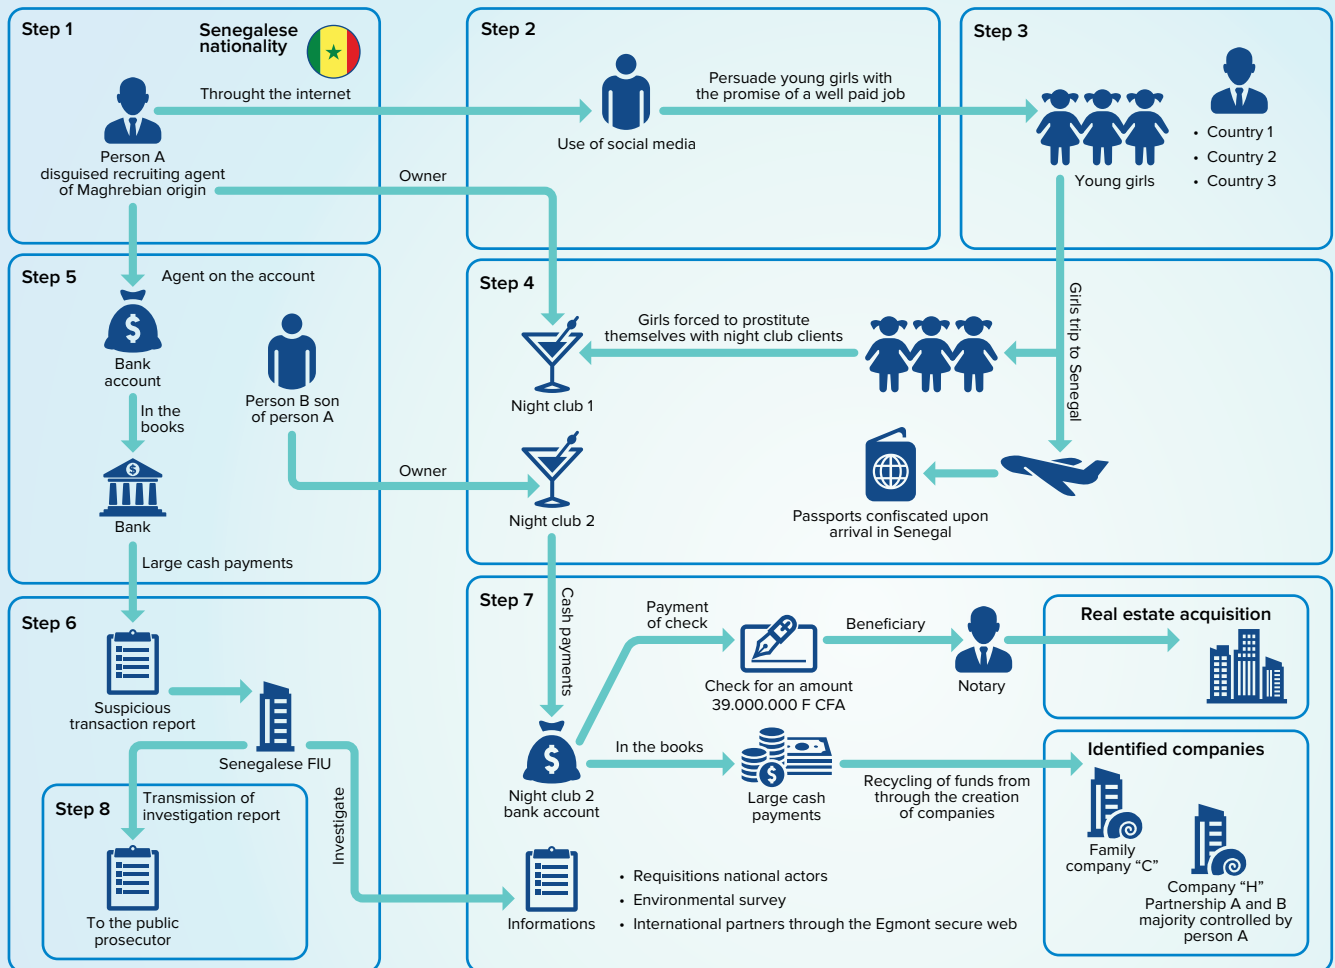 Step 1
Senegalese
nationality
Throught the internet
Person A
disguised recruiting agent
of Maghrebian origin
Owner
Step 2
Use of social media
Persuade young girls with
the promise of a well paid job
Step 3
Young girls
• Country 1
• Country 2
• Country 3
Step 5
Agent on the account
Bank
account
In the
books
Bank
Large cash payments
Person B son
of person A
Owner
Step 4
Night club 1
Girls forced to prostitute
themselves with night club clients
Girls trip to Senegal
Night club 2
Passports confiscated upon
arrival in Senegal
Step 6
Suspicious
transaction report
Senegalese FIU
Investigate
Step 8
Transmission of
investigation report
To the public
prosecutor
Step 7
Cash payments
Night club 2
bank account
Payment
of check
Check for an amount
39.000.000 F CFA
Beneficiary
Notary
Real estate acquisition
In the books
Large cash
payments
Recycling of funds from
through the creation
of companies
Identified companies
Family
company “C”
Company “H”
Partnership A and B
majority controlled by
person A
Informations
• Requisitions national actors
• Environmental survey
• International partners through the Egmont secure web